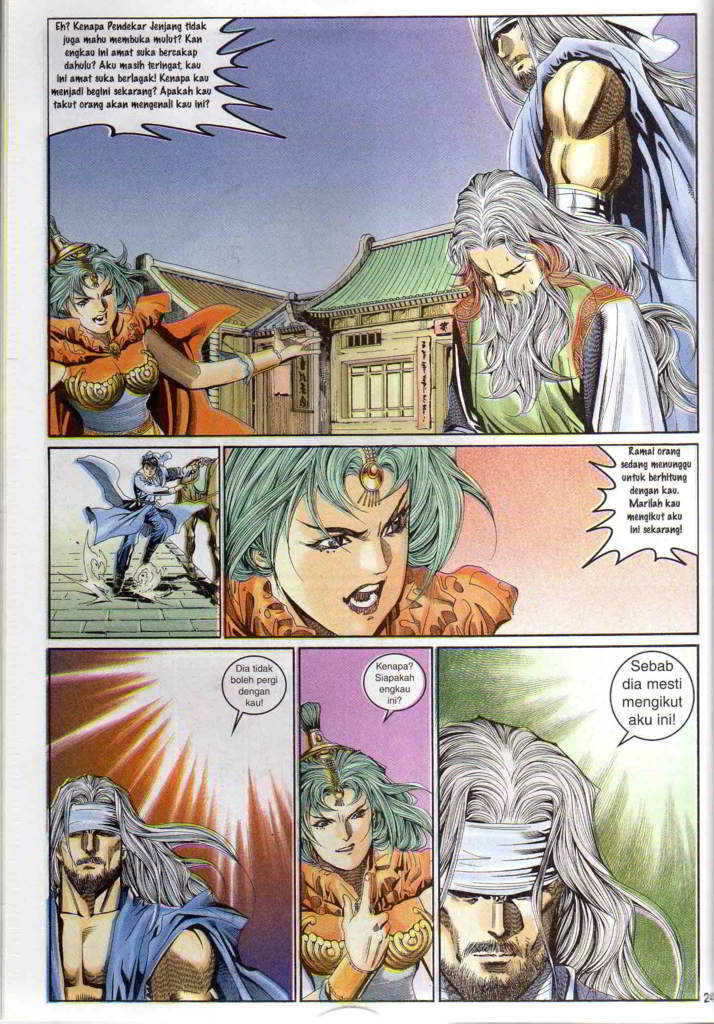 Eh? Kenapa Pendekar Jenjang tidak
juga mahu membuka mulut? Kan
engkau ini amat suka bercakap
dahulu? Aku masih teringat kau
ini amat suka berlagak! Kenapa kau
menjadi begini sekarang? Apakah kau
takut orang akan mengenali kau ini?
Ramai orang
sedang menunggu
untuk berhitung
dengan kau.
Marilah kau
mengikut aku
ini sekarang!
Dia tidak
boleh pergi
dengan
kau!
Kenapa?
Siapakah
engkau
ini?
Sebab
dia mesti
mengikut
aku ini!